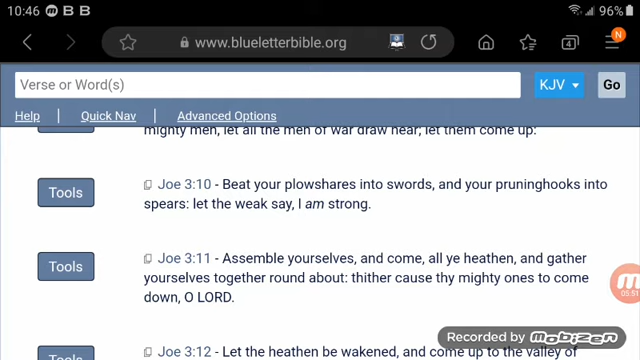 10:46 B B 96%
www.blueletterbible.org 4 N
Verse or Word(s) KJV Go
Help | Quick Nav | Advanced Options
mighty men, let all the men of war draw near; let them come up:
Tools Joe 3:10 - Beat your plowshares into swords, and your pruninghooks into
spears: let the weak say, I am strong.
Tools Joe 3:11 - Assemble yourselves, and come, all ye heathen, and gather
yourselves together round about: thither cause thy mighty ones to come
down, O LORD.
05:51
Recorded by mobizen
Tools Joe 3:12 - Let the heathen be wakened, and come up to the valley of